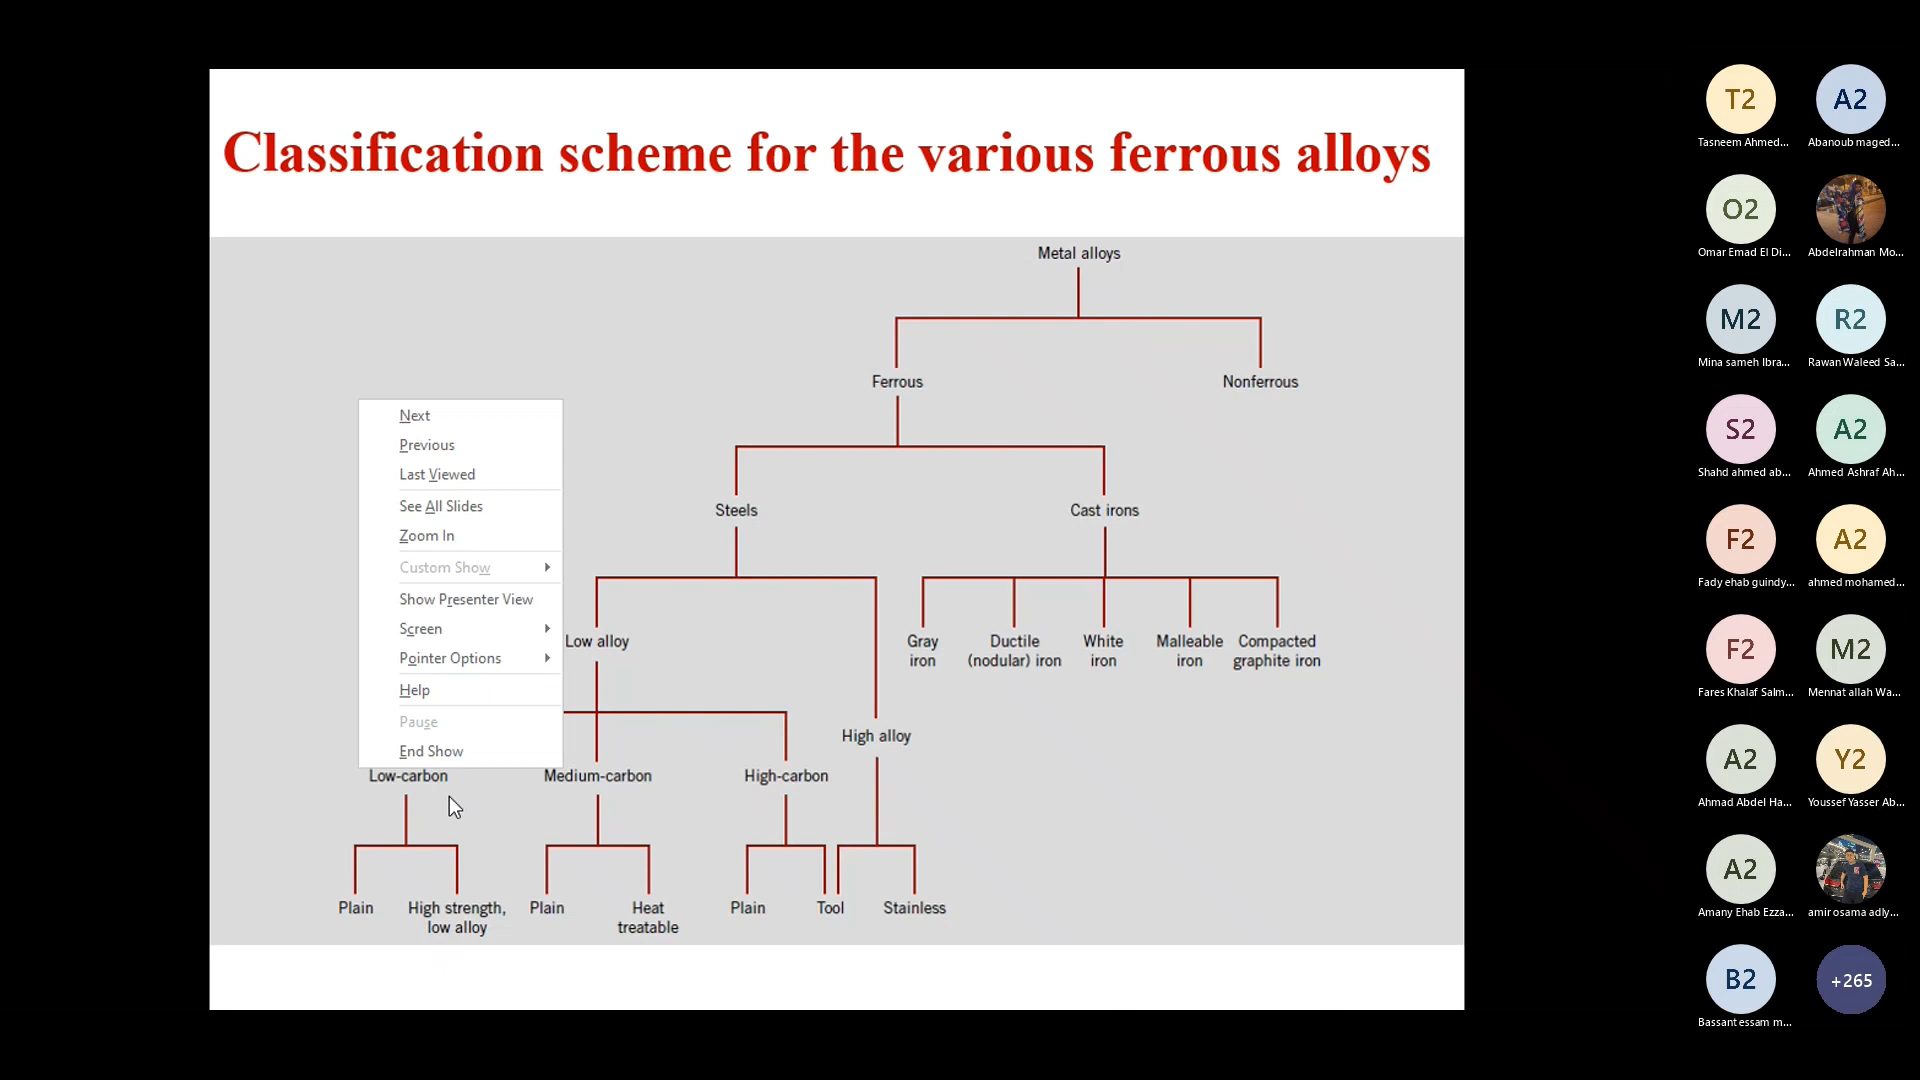 Classification scheme for the various ferrous alloys
Metal alloys
Ferrous
Nonferrous
Steels
Cast irons
Low alloy
Gray
iron
Ductile
(nodular) iron
White
iron
Malleable
iron
Compacted
graphite iron
High alloy
Low-carbon
Medium-carbon
High-carbon
Plain
High strength,
low alloy
Plain
Heat
treatable
Plain
Tool
Stainless
Next
Previous
Last Viewed
See All Slides
Zoom In
Custom Show
Show Presenter View
Screen
Pointer Options
Help
Pause
End Show
T2
Tasneem Ahmed...
A2
Abanoub maged...
O2
Omar Emad El Di...
Abdelrahman Mo...
M2
Mina sameh Ibra...
R2
Rawan Waleed Sa...
S2
Shahd ahmed ab...
A2
Ahmed Ashraf Ah...
F2
Fady ehab guindy...
A2
ahmed mohamed...
F2
Fares Khalaf Salm...
M2
Mennat allah Wa...
A2
Ahmad Abdel Ha...
Y2
Youssef Yasser Ab...
A2
Amany Ehab Ezza...
amir osama adly...
B2
Bassant essam m...
+265